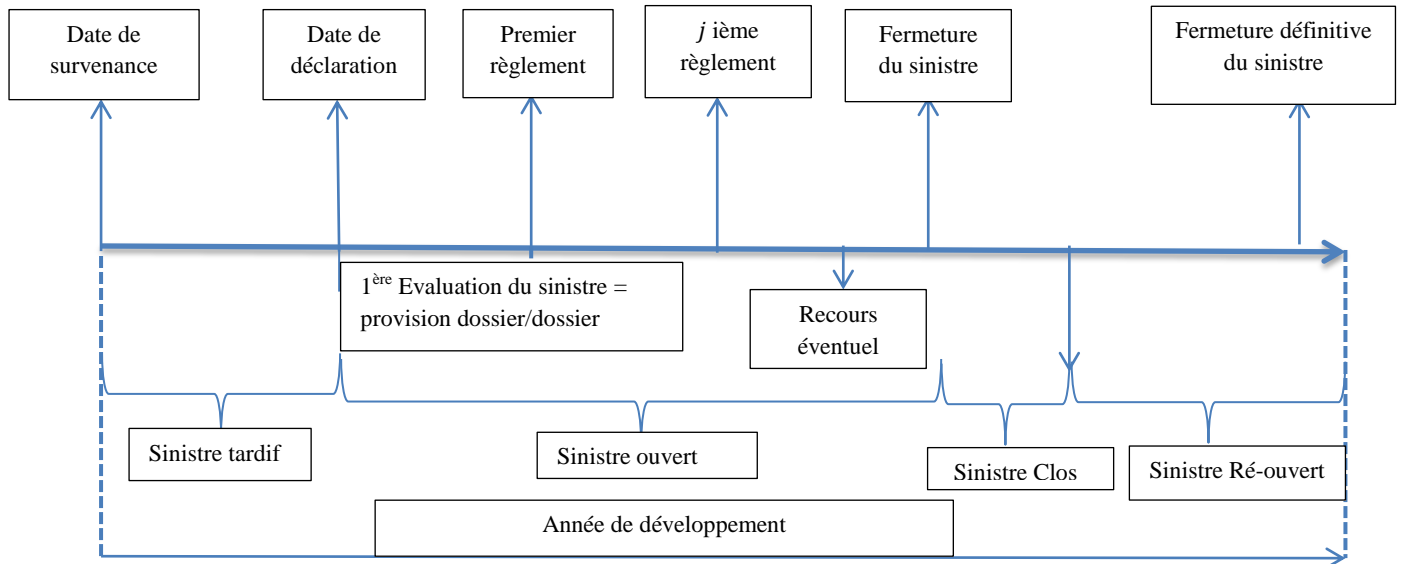 Date de
survenance
Date de
déclaration
Premier
règlement
j ième
règlement
Fermeture
du sinistre
Fermeture définitive
du sinistre
1ère Evaluation du sinistre =
provision dossier/dossier
Recours
éventuel
Sinistre tardif
Sinistre ouvert
Sinistre Clos
Sinistre Ré-ouvert
Année de développement